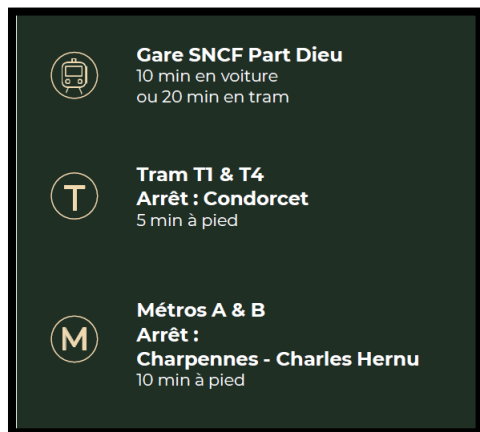 Gare SNCF Part Dieu
10 min en voiture
ou 20 min en tram
T
Tram T1 & T4
Arrêt : Condorcet
5 min à pied
M
Métros A & B
Arrêt :
Charpennes - Charles Hernu
10 min à pied